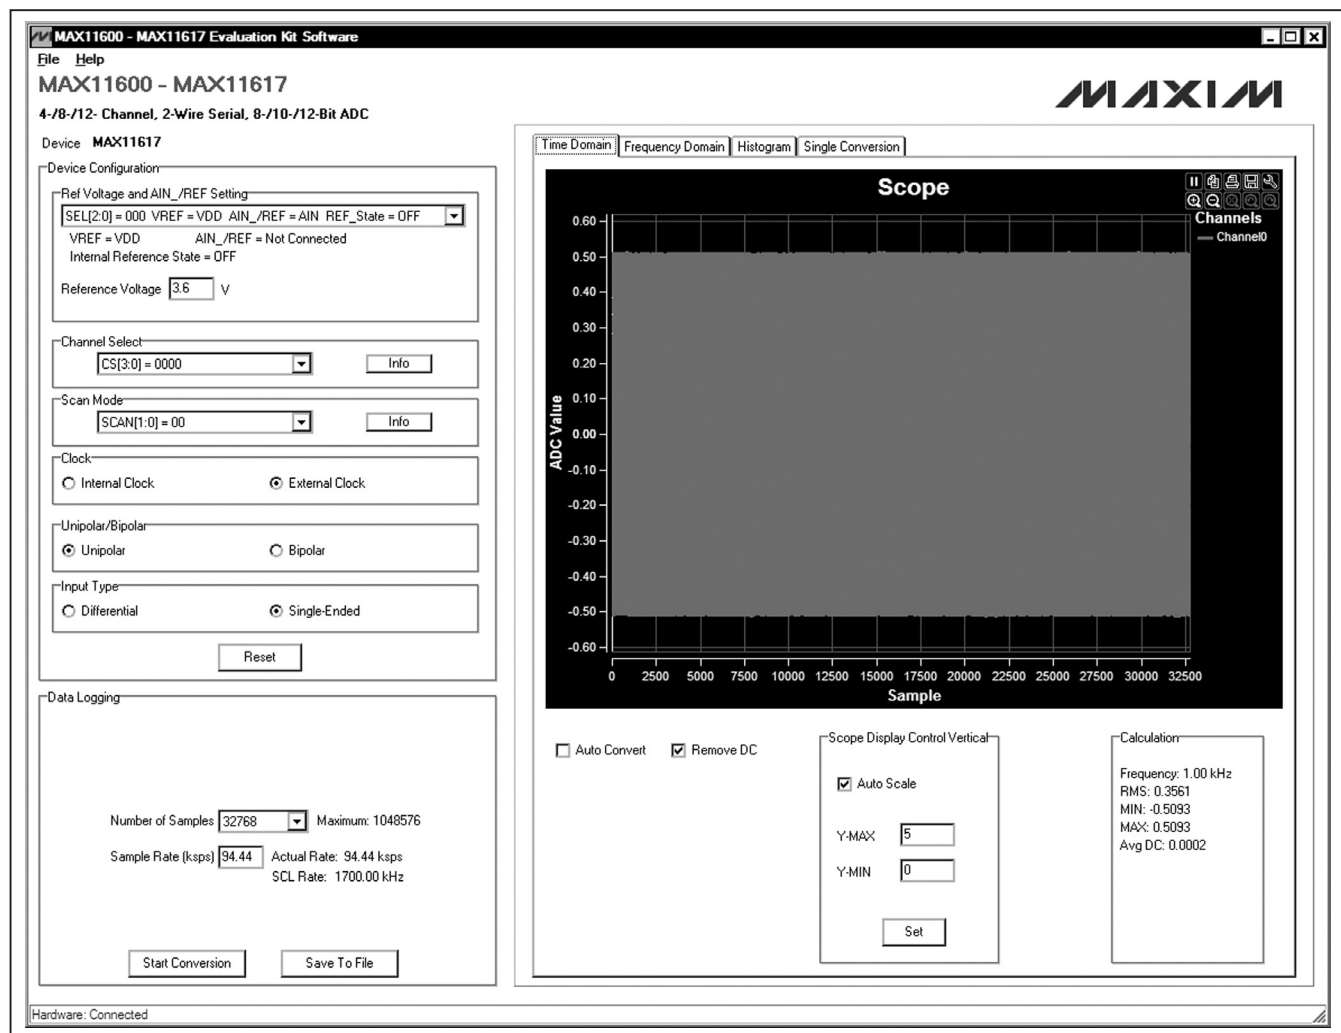 MAX11600 - MAX11617 Evaluation Kit Software
File Help
MAX11600 - MAX11617
MAXIM
4-/8-/12- Channel, 2-Wire Serial, 8-/10-/12-Bit ADC
Device MAX11617
Device Configuration
Ref Voltage and AIN_/REF Setting
SEL[2:0] = 000 VREF = VDD AIN_/REF = AIN REF_State = OFF
VREF = VDD AIN_/REF = Not Connected
Internal Reference State = OFF
Reference Voltage 3.6 V
Channel Select
CS[3:0] = 0000 Info
Scan Mode
SCAN[1:0] = 00 Info
Clock
Internal Clock External Clock
Unipolar/Bipolar
Unipolar Bipolar
Input Type
Differential Single-Ended
Reset
Data Logging
Number of Samples 32768 Maximum: 1048576
Sample Rate (ksps) 94.44 Actual Rate: 94.44 ksps
SCL Rate: 1700.00 kHz
Start Conversion Save To File
Time Domain Frequency Domain Histogram Single Conversion
Scope
Channels
Channel0
ADC Value
0.60
0.50
0.40
0.30
0.20
0.10
0.00
-0.10
-0.20
-0.30
-0.40
-0.50
-0.60
0 2500 5000 7500 10000 12500 15000 17500 20000 22500 25000 27500 30000 32500
Sample
Auto Convert Remove DC
Scope Display Control Vertical
Auto Scale
Y-MAX 5
Y-MIN 0
Set
Calculation
Frequency: 1.00 kHz
RMS: 0.3561
MIN: -0.5093
MAX: 0.5093
Avg DC: 0.0002
Hardware: Connected